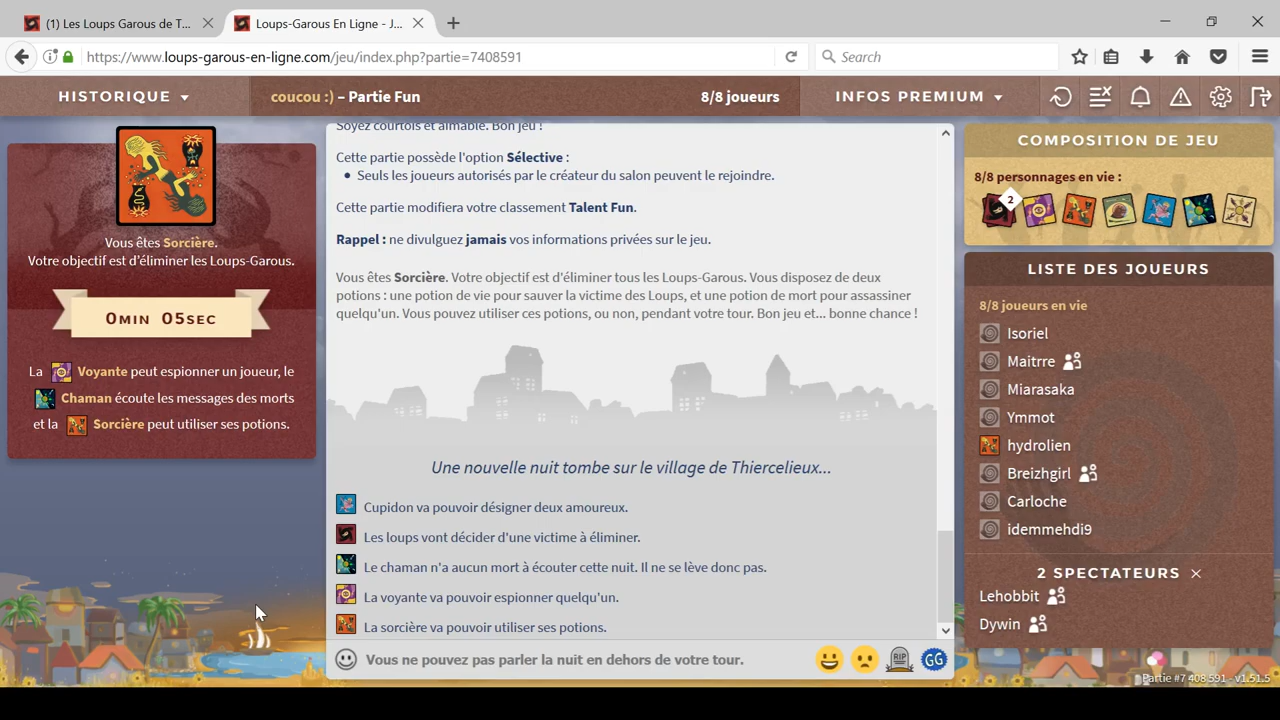 (1) Les Loups Garous de T...
Loups-Garous En Ligne - J...
https://www.loups-garous-en-ligne.com/jeu/index.php?partie=7408591
Search
HISTORIQUE
coucou :) – Partie Fun
8/8 joueurs
INFOS PREMIUM
Vous êtes Sorcière.
Votre objectif est d'éliminer les Loups-Garous.
0MIN 05SEC
La Voyante peut espionner un joueur, le
Chaman écoute les messages des morts
et la Sorcière peut utiliser ses potions.
Soyez courtois et aimable. Bon jeu !
Cette partie possède l'option Sélective :
• Seuls les joueurs autorisés par le créateur du salon peuvent le rejoindre.
Cette partie modifiera votre classement Talent Fun.
Rappel : ne divulguez jamais vos informations privées sur le jeu.
Vous êtes Sorcière. Votre objectif est d'éliminer tous les Loups-Garous. Vous disposez de deux
potions : une potion de vie pour sauver la victime des Loups, et une potion de mort pour assassiner
quelqu'un. Vous pouvez utiliser ces potions, ou non, pendant votre tour. Bon jeu et... bonne chance !
Une nouvelle nuit tombe sur le village de Thiercelieux...
Cupidon va pouvoir désigner deux amoureux.
Les loups vont décider d'une victime à éliminer.
Le chaman n'a aucun mort à écouter cette nuit. Il ne se lève donc pas.
La voyante va pouvoir espionner quelqu'un.
La sorcière va pouvoir utiliser ses potions.
Vous ne pouvez pas parler la nuit en dehors de votre tour.
RIP
GG
COMPOSITION DE JEU
8/8 personnages en vie :
2
LISTE DES JOUEURS
8/8 joueurs en vie
Isoriel
Maitrre
Miarasaka
Ymmot
hydrolien
Breizhgirl
Carloche
idemmehdi9
2 SPECTATEURS
Lehobbit
Dywin
Partie #7 408 591 - v1.51.5